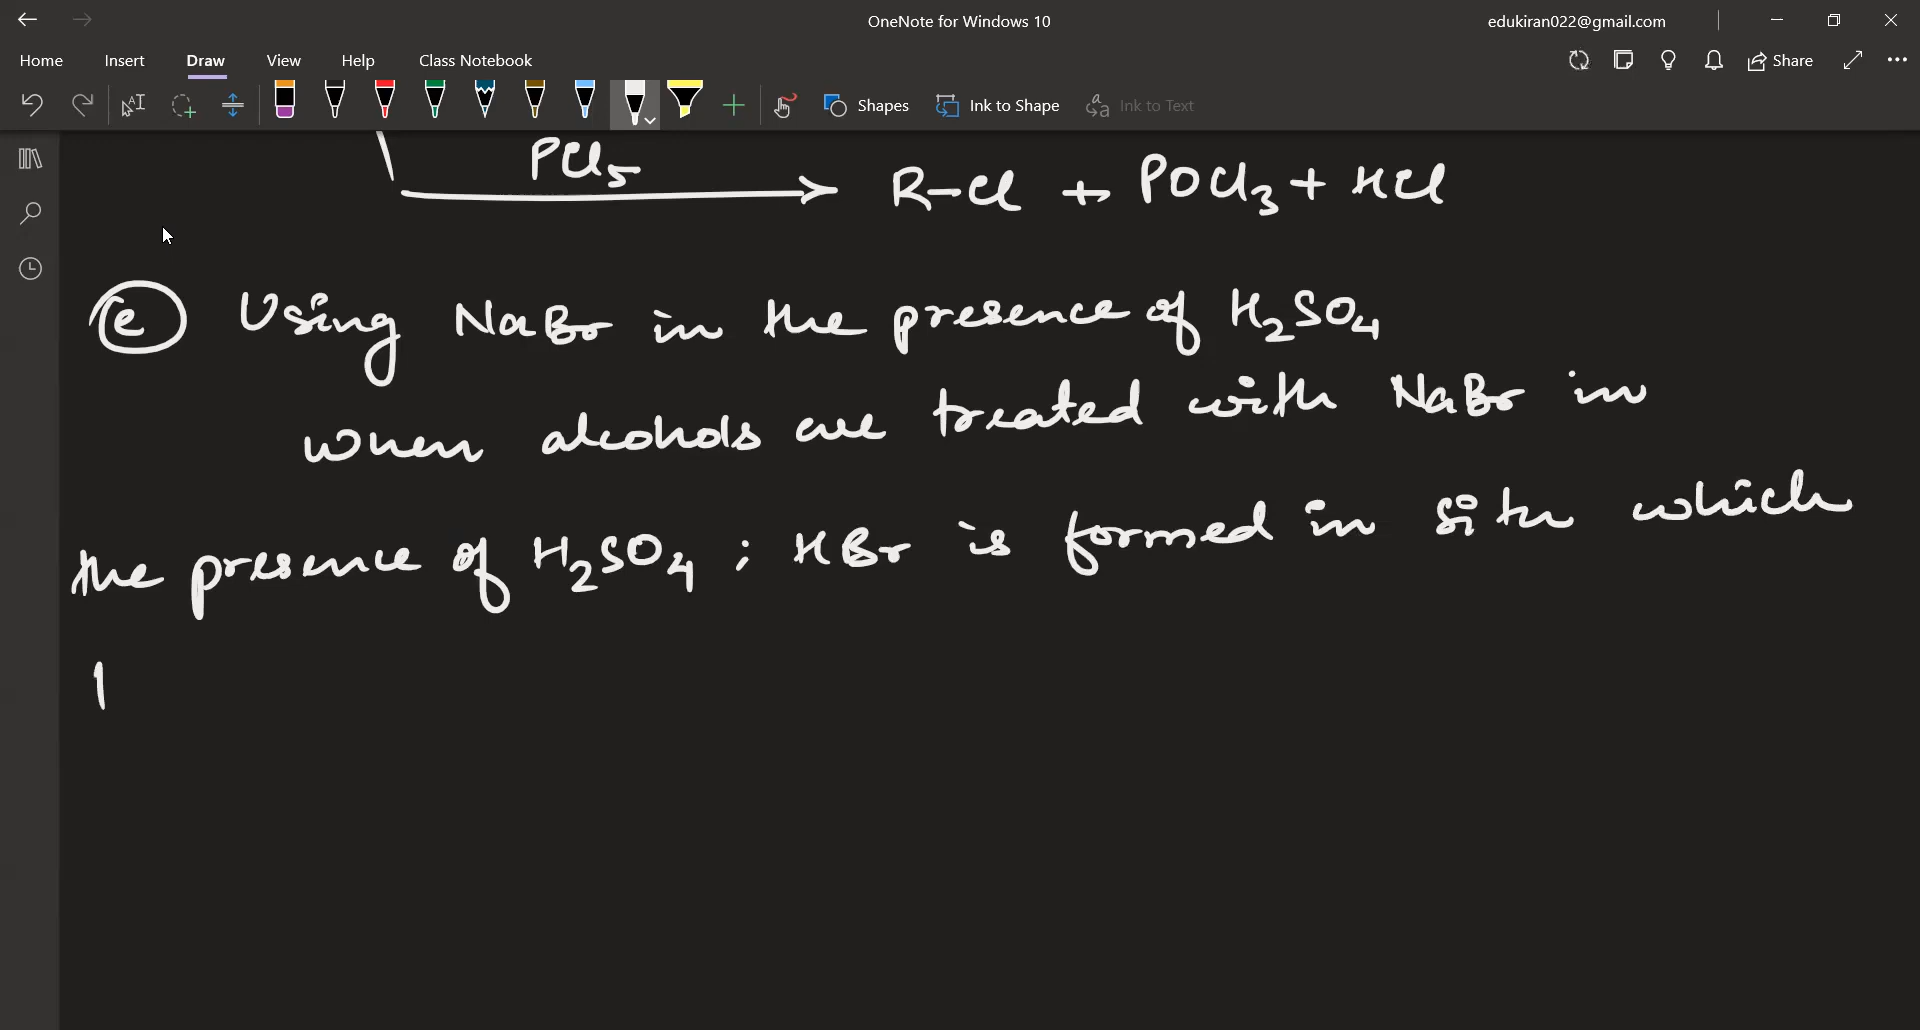 OneNote for Windows 10
edukiran022@gmail.com
Home Insert Draw View Help Class Notebook
Share
Shapes Ink to Shape Ink to Text
PCl₅
R-Cl + POCl₃ + HCl
(e) Using NaBr in the presence of H₂SO₄
when alcohols are treated with NaBr in
the presence of H₂SO₄ ; HBr is formed in situ which